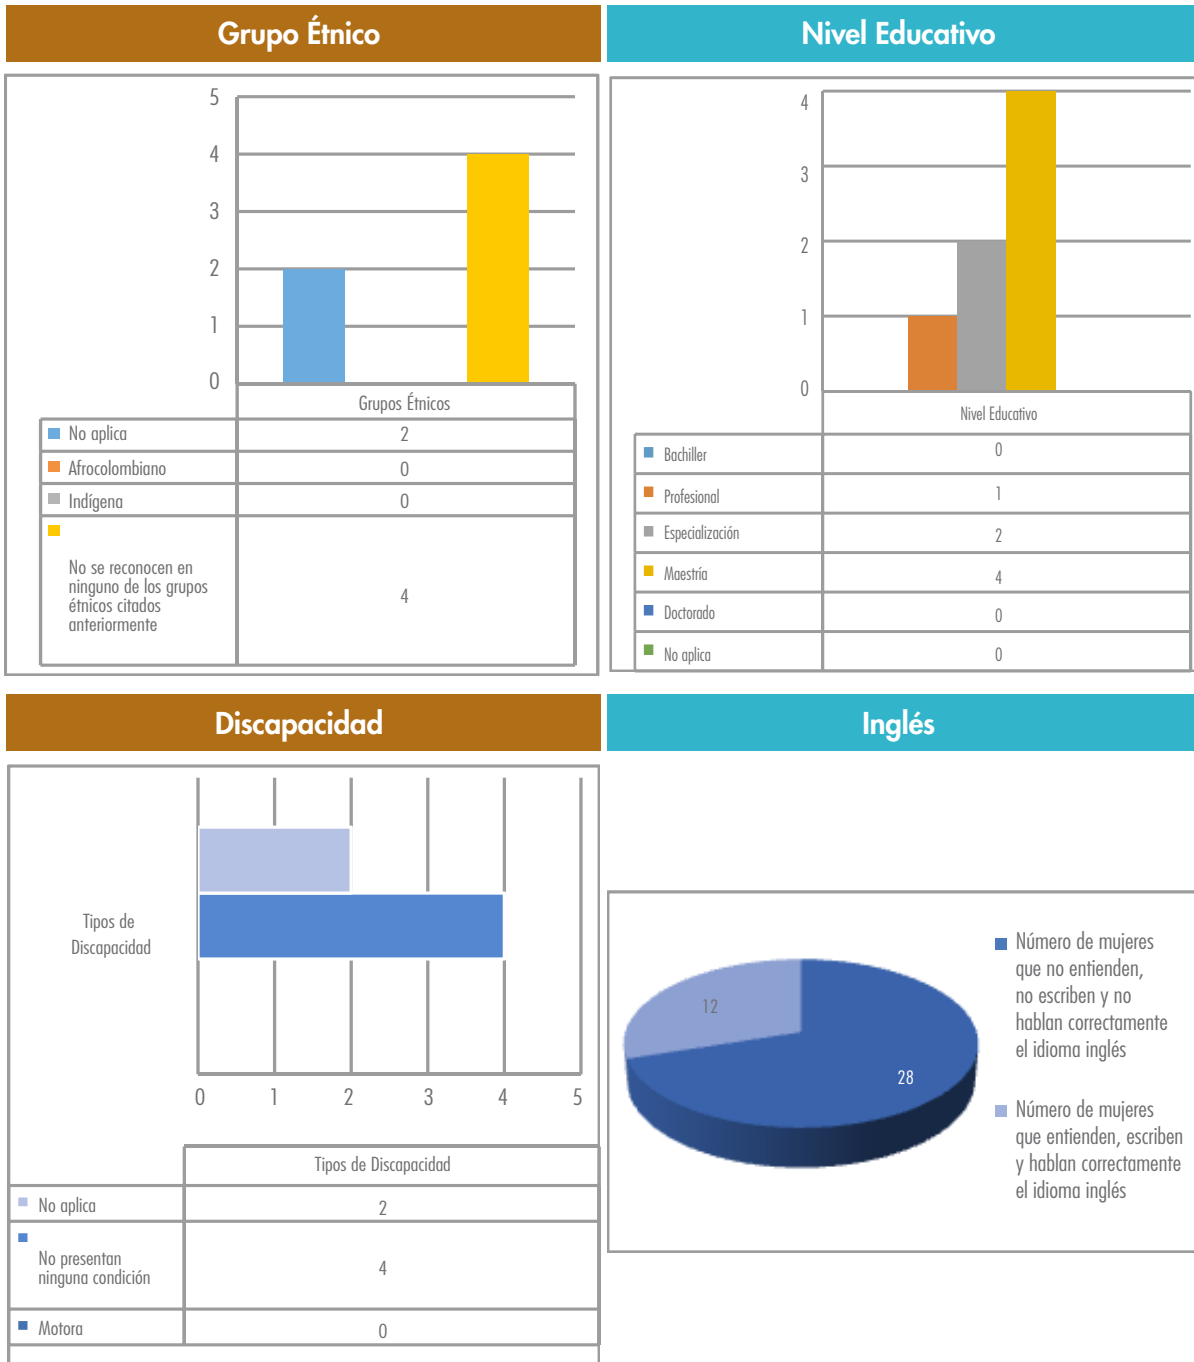 Grupo Étnico
5
4
3
2
1
0
Grupos Étnicos
No aplica 2
Afrocolombiano 0
Indígena 0
No se reconocen en
ninguno de los grupos
étnicos citados
anteriormente
4
Nivel Educativo
4
3
2
1
0
Nivel Educativo
Bachiller 0
Profesional 1
Especialización 2
Maestría 4
Doctorado 0
No aplica 0
Discapacidad
Tipos de
Discapacidad
0 1 2 3 4 5
Tipos de Discapacidad
No aplica 2
No presentan
ninguna condición
4
Motora 0
Inglés
12
28
Número de mujeres
que no entienden,
no escriben y no
hablan correctamente
el idioma inglés
Número de mujeres
que entienden, escriben
y hablan correctamente
el idioma inglés